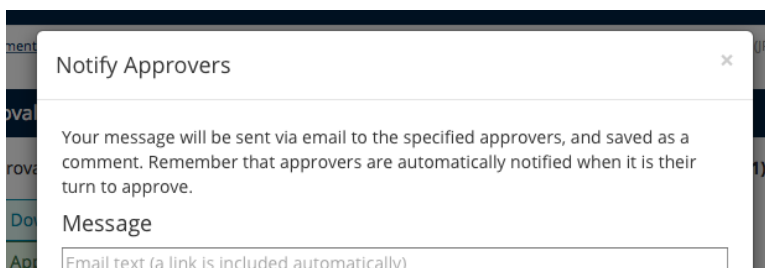 Notify Approvers
×
Your message will be sent via email to the specified approvers, and saved as a
comment. Remember that approvers are automatically notified when it is their
turn to approve.
Message
Email text (a link is included automatically)